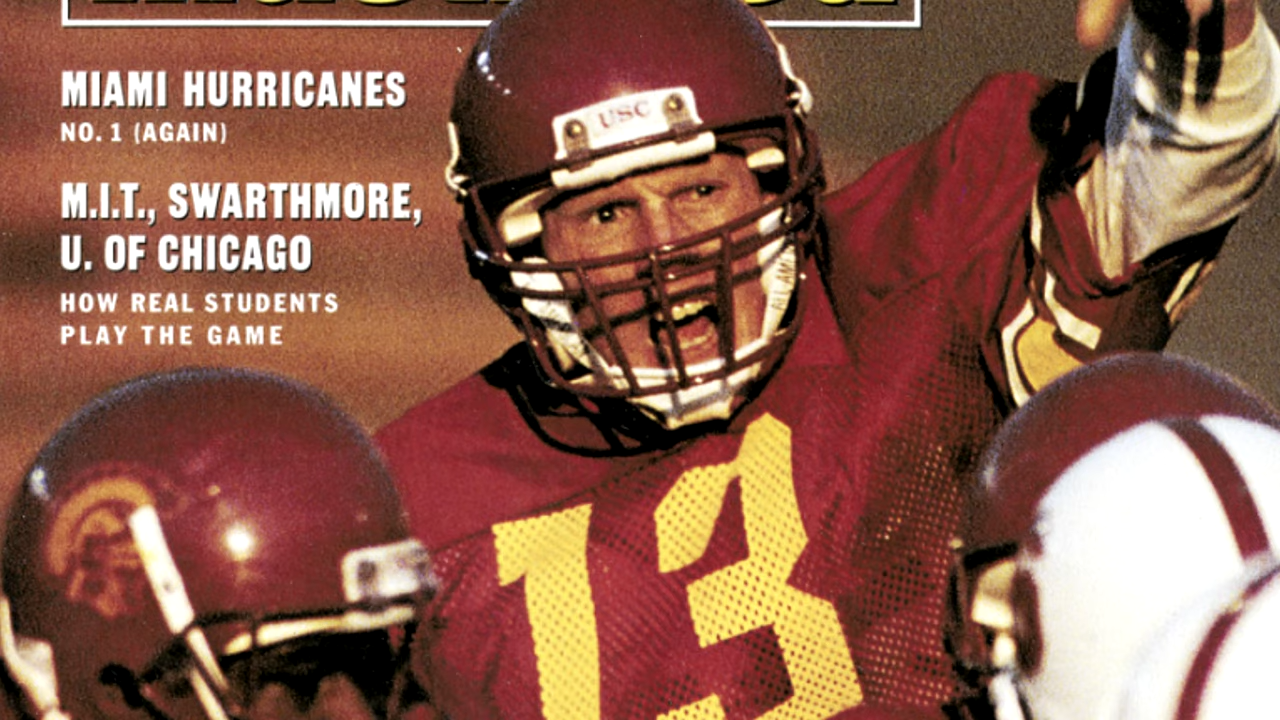 MIAMI HURRICANES
NO. 1 (AGAIN)
M.I.T., SWARTHMORE,
U. OF CHICAGO
HOW REAL STUDENTS
PLAY THE GAME
USC
13